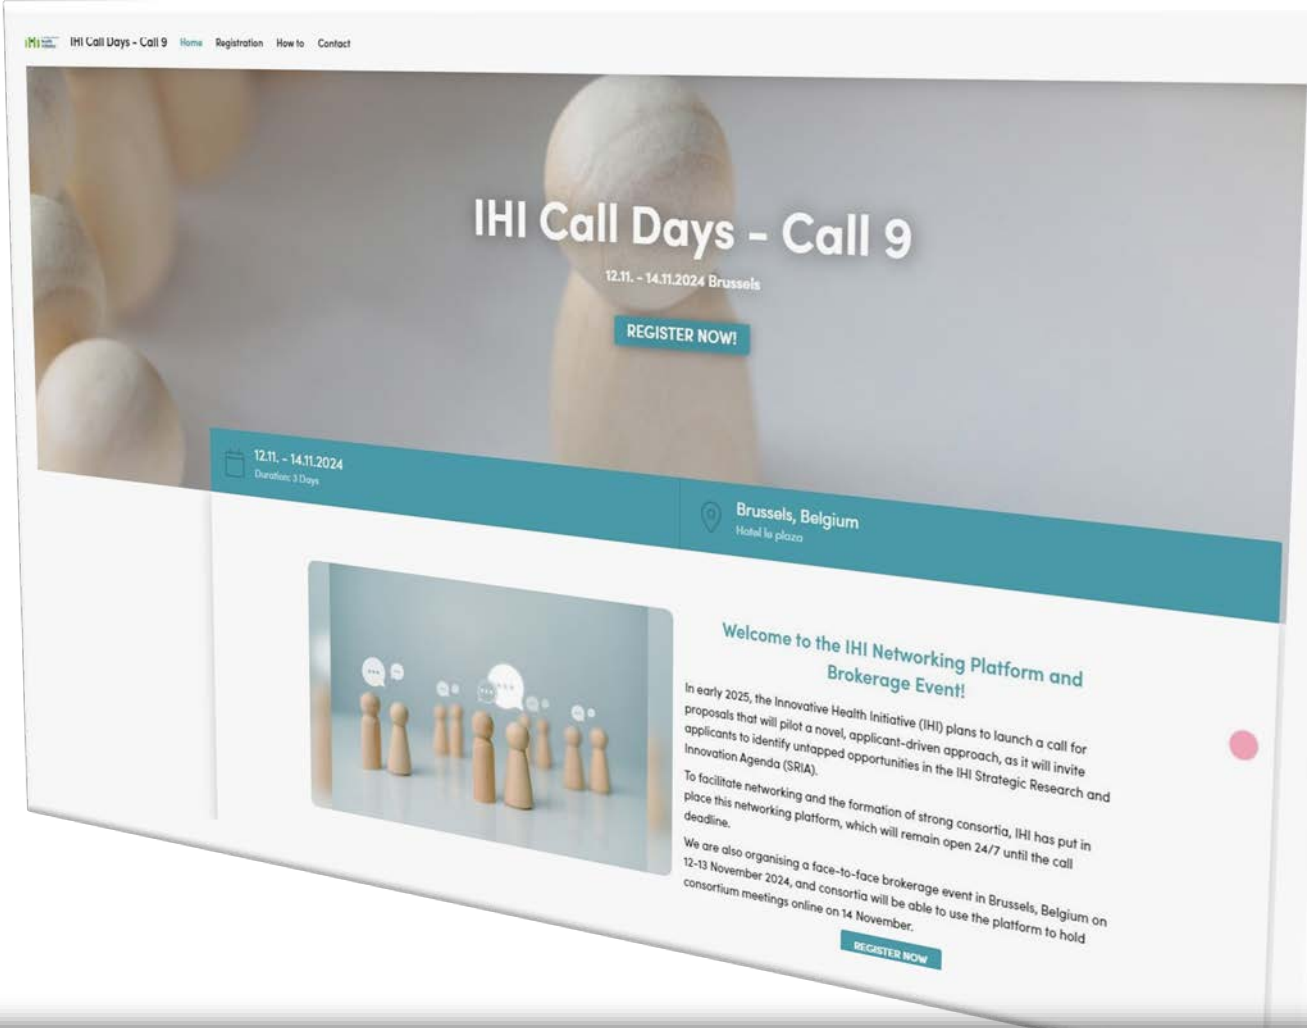 IHI
IHI Call Days - Call 9 Home Registration How to Contact
IHI Call Days - Call 9
12.11. - 14.11.2024 Brussels
REGISTER NOW!
12.11. - 14.11.2024
Duration: 3 Days
Brussels, Belgium
Hotel le plaza
Welcome to the IHI Networking Platform and
Brokerage Event!
In early 2025, the Innovative Health Initiative (IHI) plans to launch a call for
proposals that will pilot a novel, applicant-driven approach, as it will invite
applicants to identify untapped opportunities in the IHI Strategic Research and
Innovation Agenda (SRIA).
To facilitate networking and the formation of strong consortia, IHI has put in
place this networking platform, which will remain open 24/7 until the call
deadline.
We are also organising a face-to-face brokerage event in Brussels, Belgium on
12-13 November 2024, and consortia will be able to use the platform to hold
consortium meetings online on 14 November.
REGISTER NOW